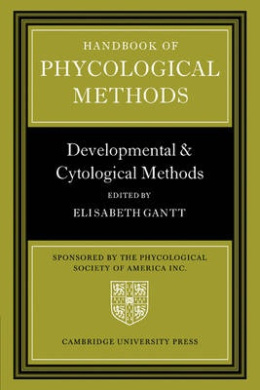 HANDBOOK OF
PHYCOLOGICAL
METHODS
Developmental &
Cytological Methods
EDITED BY
ELISABETH GANTT
SPONSORED BY THE PHYCOLOGICAL
SOCIETY OF AMERICA INC.
CAMBRIDGE UNIVERSITY PRESS